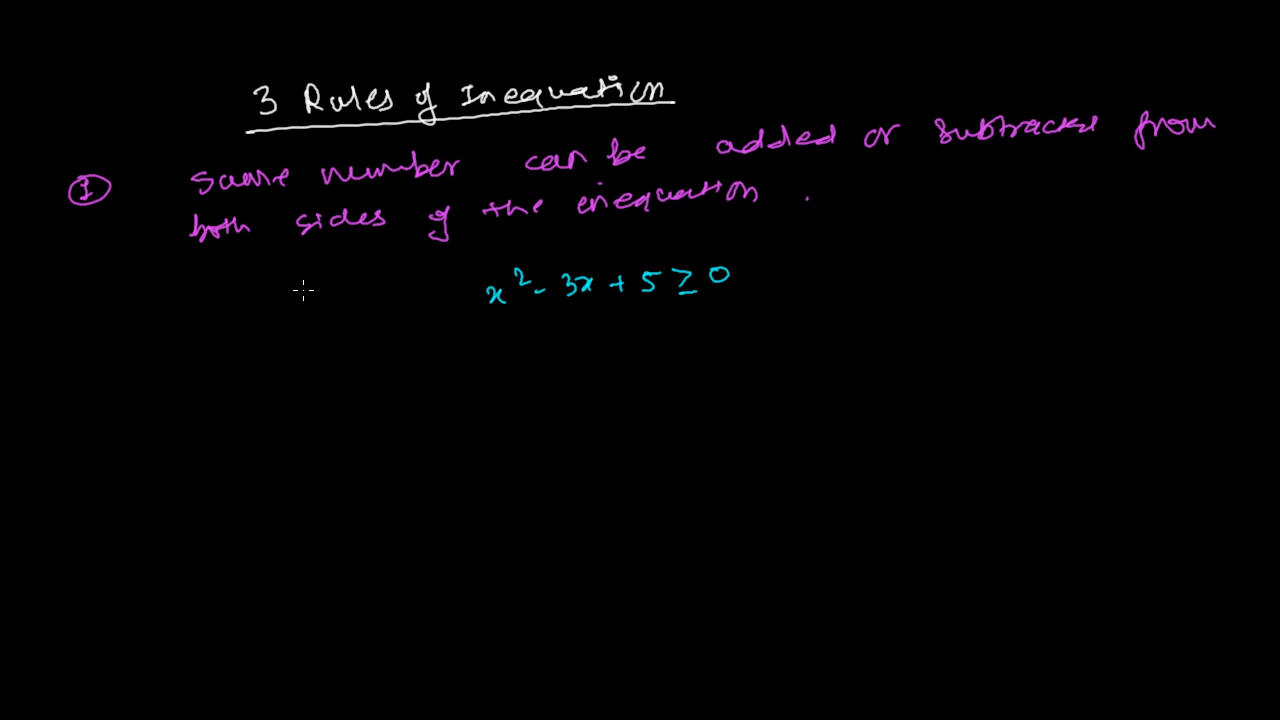 3 Rules of Inequation
① Same number can be added or subtracted from
both sides of the inequation.
x² - 3x + 5 ≥ 0